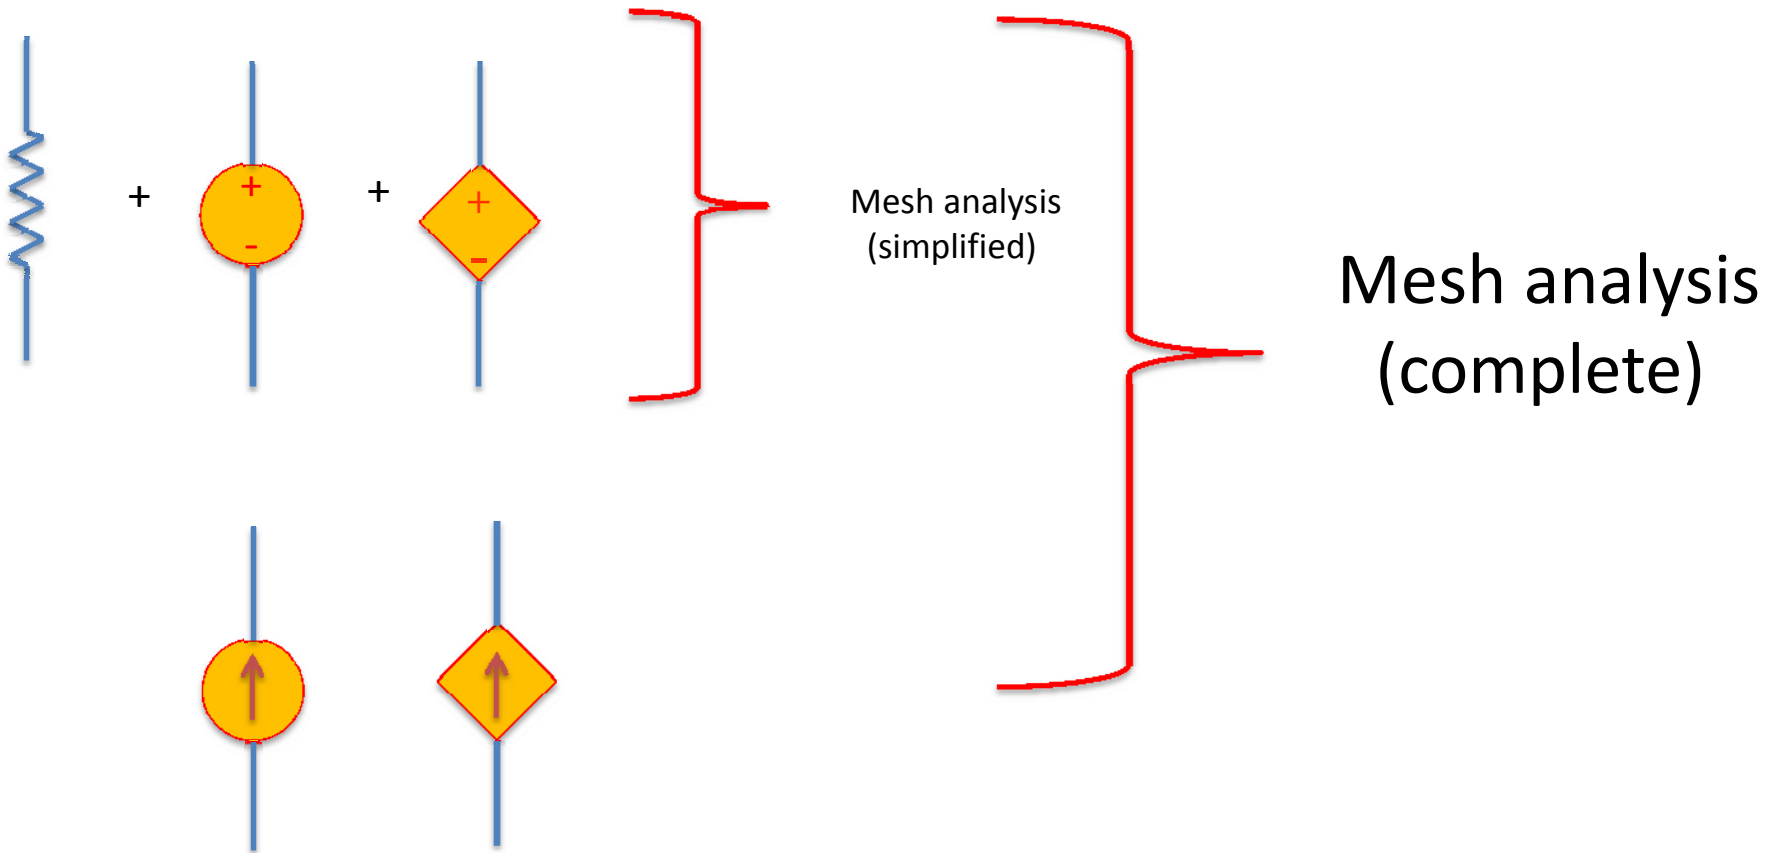 +
+
+
-
+
-
Mesh analysis
(simplified)
Mesh analysis
(complete)